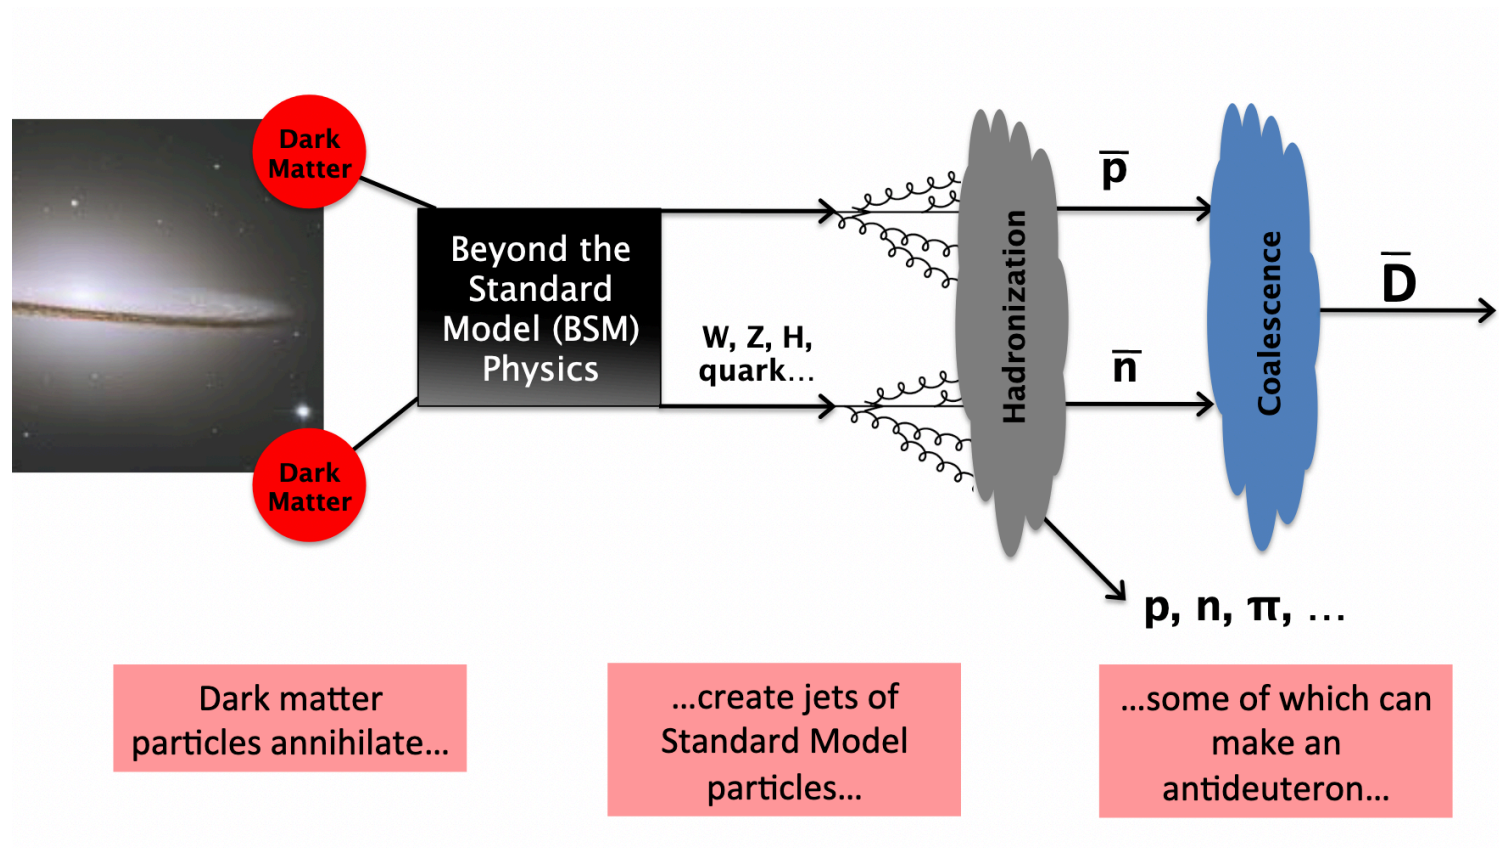 Dark
Matter
Beyond the
Standard
Model (BSM)
Physics
Dark
Matter
W, Z, H,
quark...
Hadronization
p̅
n̅
Coalescence
D̅
p, n, π, ...
Dark matter
particles annihilate...
...create jets of
Standard Model
particles...
...some of which can
make an
antideuteron...